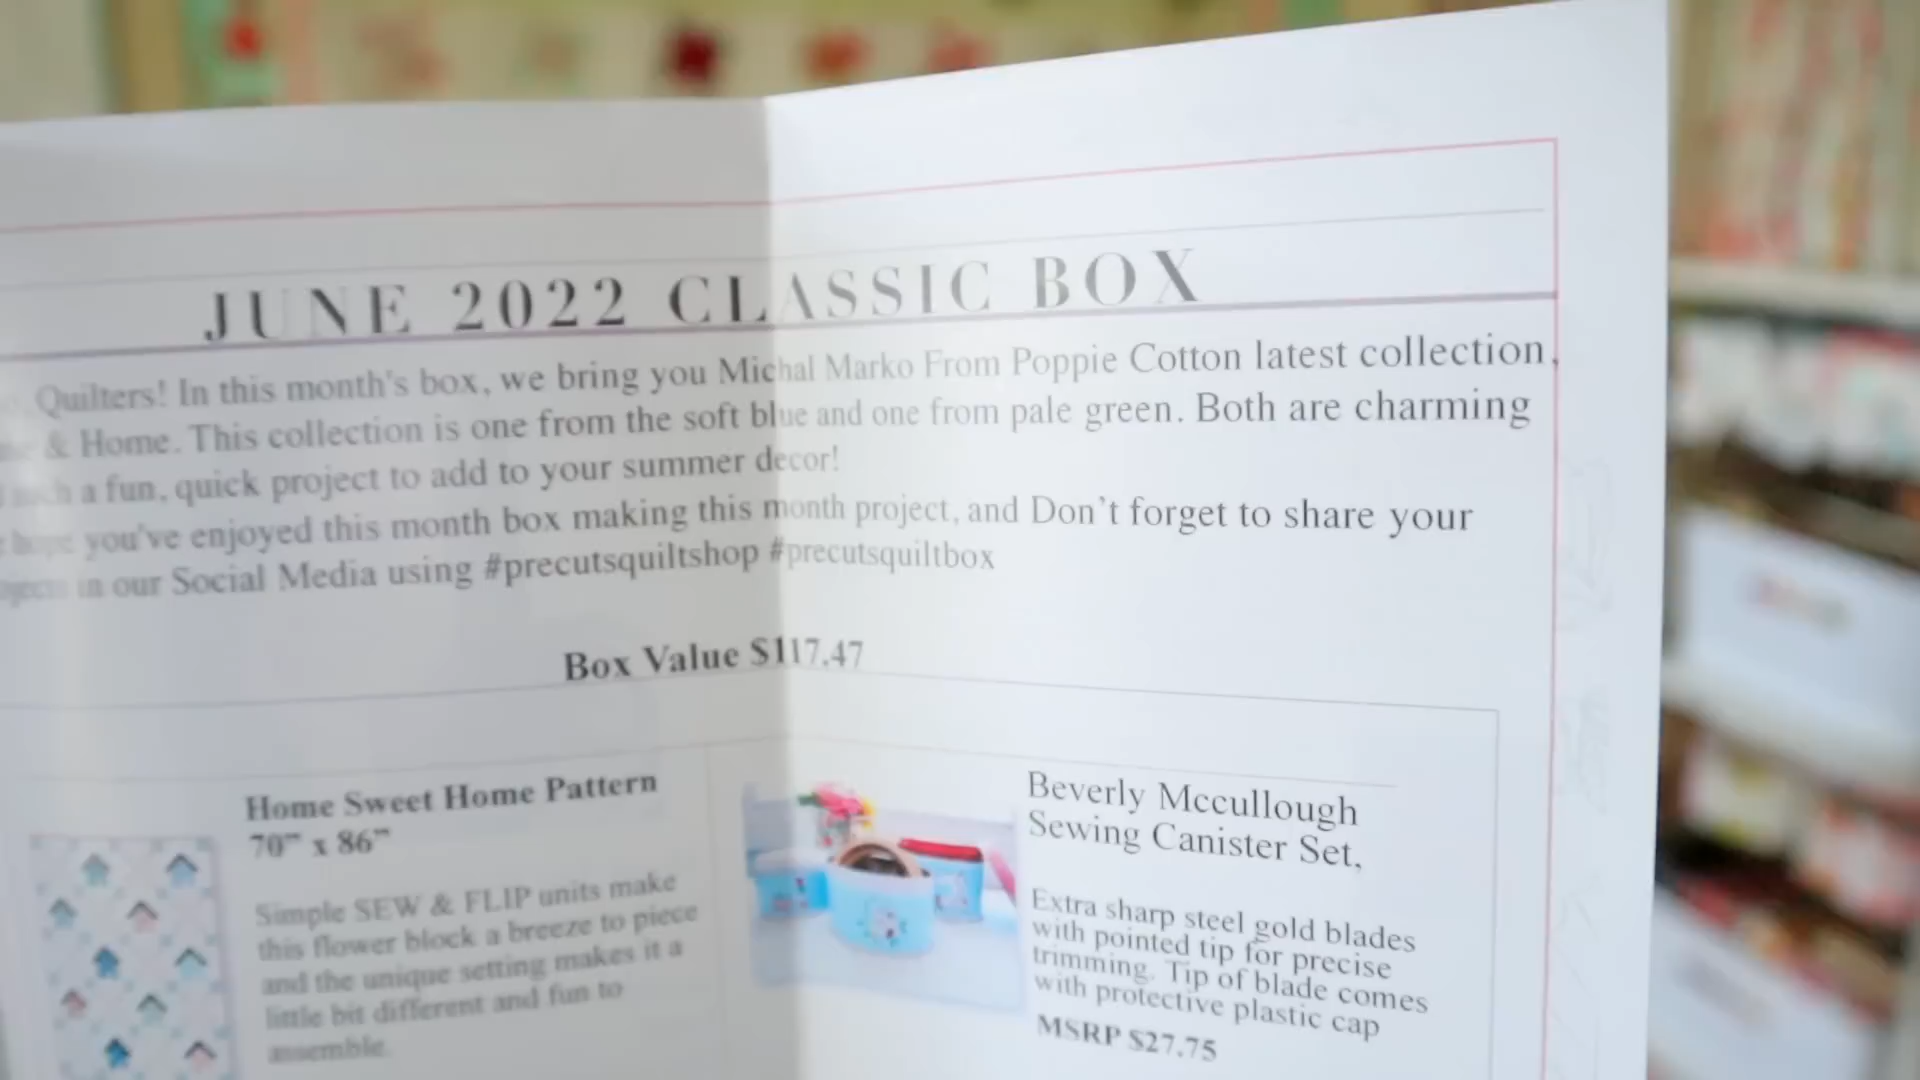 JUNE 2022 CLASSIC BOX
Quilters! In this month's box, we bring you Michal Marko From Poppie Cotton latest collection,
& Home. This collection is one from the soft blue and one from pale green. Both are charming
a fun, quick project to add to your summer decor!
hope you've enjoyed this month box making this month project, and Don't forget to share your
in our Social Media using #precutsquiltshop #precutsquiltbox
Box Value $117.47
Home Sweet Home Pattern
70" x 86"
Simple SEW & FLIP units make
this flower block a breeze to piece
and the unique setting makes it a
little bit different and fun to
assemble.
Beverly Mccullough
Sewing Canister Set,
Extra sharp steel gold blades
with pointed tip for precise
trimming. Tip of blade comes
with protective plastic cap
MSRP $27.75